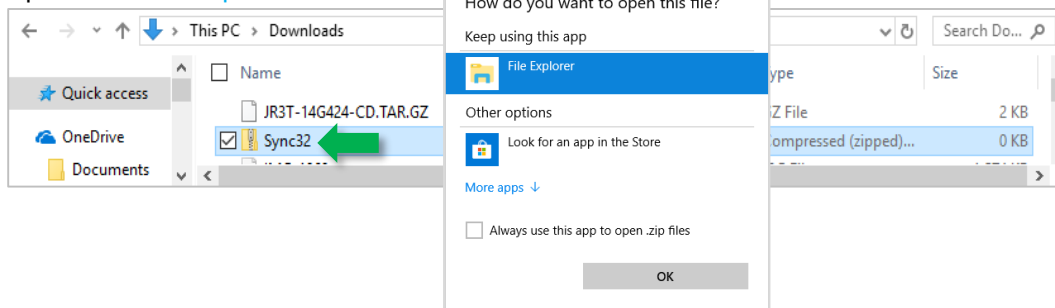 How do you want to open this file?
This PC > Downloads
Search Do...
Keep using this app
File Explorer
Name
ype
Size
Quick access
JR3T-14G424-CD.TAR.GZ
Z File
2 KB
Other options
OneDrive
Sync32
ompressed (zipped)...
0 KB
Look for an app in the Store
Documents
More apps
Always use this app to open .zip files
OK